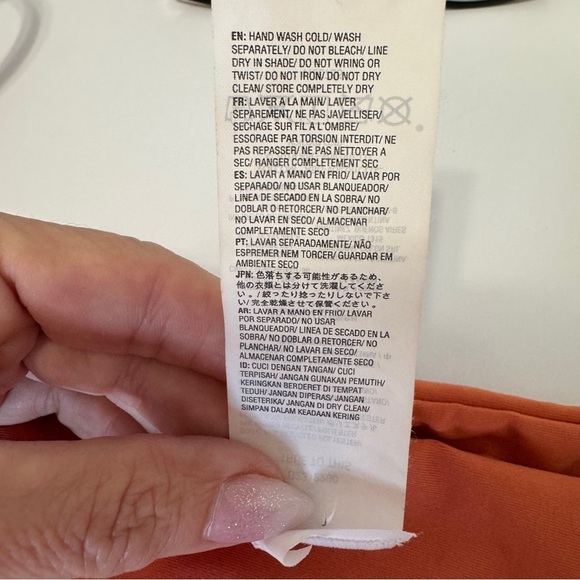 EN: HAND WASH COLD/ WASH
SEPARATELY/ DO NOT BLEACH/ LINE
DRY IN SHADE/ DO NOT WRING OR
TWIST/ DO NOT IRON/ DO NOT DRY
CLEAN/ STORE COMPLETELY DRY
FR: LAVER A LA MAIN/ LAVER
SEPAREMENT/ NE PAS JAVELLISER/
SECHAGE SUR FIL A L'OMBRE/
ESSORAGE PAR TORSION INTERDIT/ NE
PAS REPASSER/ NE PAS NETTOYER A
SEC/ RANGER COMPLETEMENT SEC
ES: LAVAR A MANO EN FRIO/ LAVAR POR
SEPARADO/ NO USAR BLANQUEADOR/
LINEA DE SECADO EN LA SOBRA/ NO
DOBLAR O RETORCER/ NO PLANCHAR/
NO LAVAR EN SECO/ ALMACENAR
COMPLETAMENTE SECO
PT: LAVAR SEPARADAMENTE/ NÃO
ESPREMER NEM TORCER/ GUARDAR EM
AMBIENTE SECO
JPN: 色落ちする可能性があるため、
他の衣類とは分けて洗濯してくださ
い。/絞ったり捻ったりしないで下さ
い/ 完全乾燥させて保管ください。
AR: LAVAR A MANO EN FRIO/ LAVAR
POR SEPARADO/ NO USAR
BLANQUEADOR/ LINEA DE SECADO EN LA
SOBRA/ NO DOBLAR O RETORCER/ NO
PLANCHAR/ NO LAVAR EN SECO/
ALMACENAR COMPLETAMENTE SECO
ID: CUCI DENGAN TANGAN/ CUCI
TERPISAH/ JANGAN GUNAKAN PEMUTIH/
KERINGKAN BERDERET DI TEMPAT
TEDUH/ JANGAN DIPERAS/ JANGAN
DISETERIKA/ JANGAN DI DRY CLEAN/
SIMPAN DALAM KEADAAN KERING